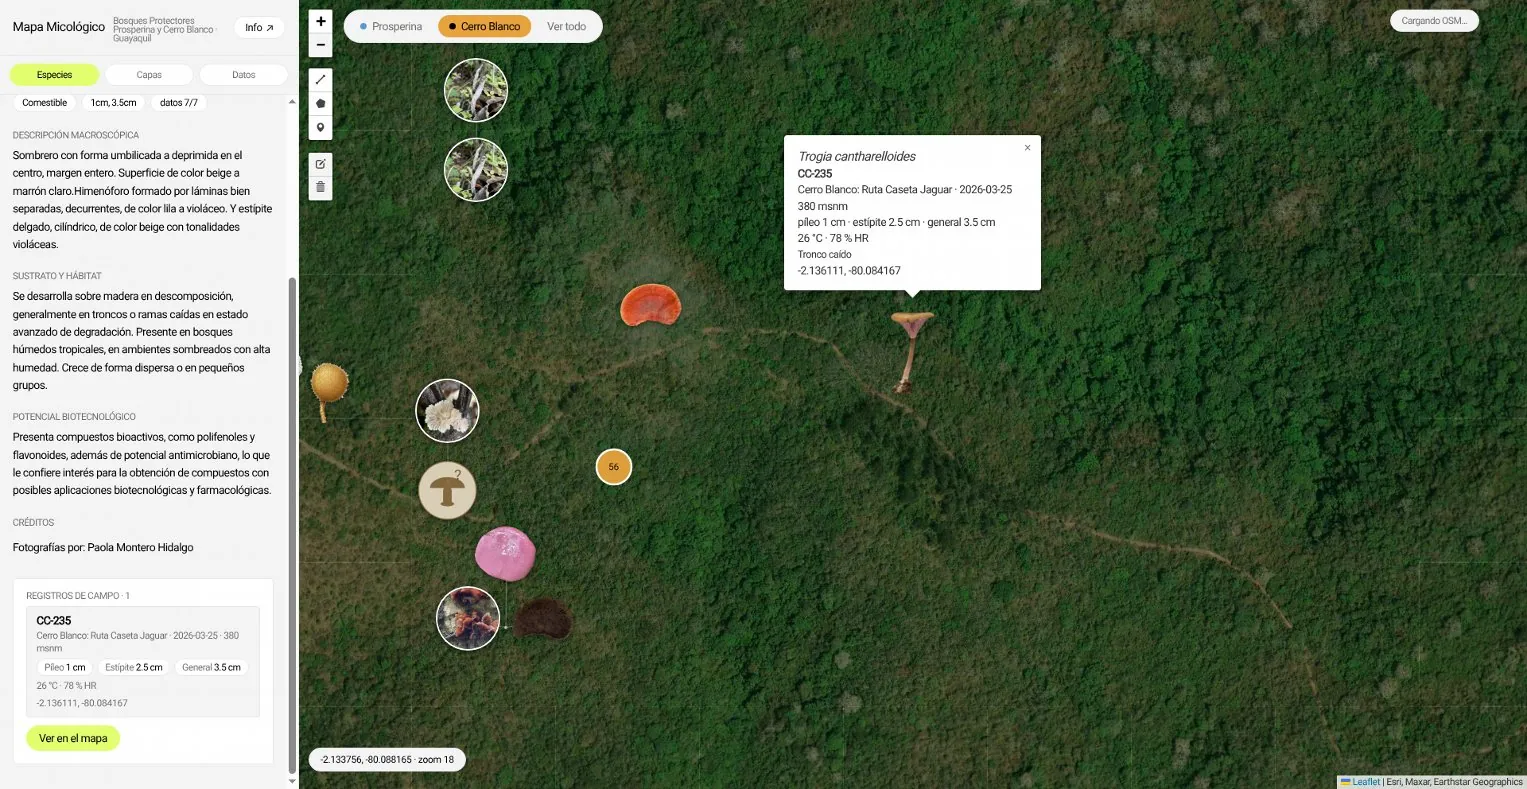 Mapa Micológico
Bosques Protectores
Prosperina y Cerro Blanco ·
Guayaquil
Info ↗
Especies
Capas
Datos
Comestible
1cm, 3.5cm
datos 7/7
DESCRIPCIÓN MACROSCÓPICA
Sombrero con forma umbilicada a deprimida en el
centro, margen entero. Superficie de color beige a
marrón claro.Himenóforo formado por láminas bien
separadas, decurrentes, de color lila a violáceo. Y estípite
delgado, cilíndrico, de color beige con tonalidades
violáceas.
SUSTRATO Y HÁBITAT
Se desarrolla sobre madera en descomposición,
generalmente en troncos o ramas caídas en estado
avanzado de degradación. Presente en bosques
húmedos tropicales, en ambientes sombreados con alta
humedad. Crece de forma dispersa o en pequeños
grupos.
POTENCIAL BIOTECNOLÓGICO
Presenta compuestos bioactivos, como polifenoles y
flavonoides, además de potencial antimicrobiano, lo que
le confiere interés para la obtención de compuestos con
posibles aplicaciones biotecnológicas y farmacológicas.
CRÉDITOS
Fotografías por: Paola Montero Hidalgo
REGISTROS DE CAMPO · 1
CC-235
Cerro Blanco: Ruta Caseta Jaguar · 2026-03-25 · 380
msnm
Píleo 1 cm
Estípite 2.5 cm
General 3.5 cm
26 °C · 78 % HR
-2.136111, -80.084167
Ver en el mapa
+
−
Prosperina
Cerro Blanco
Ver todo
Cargando OSM...
×
Trogia cantharelloides
CC-235
Cerro Blanco: Ruta Caseta Jaguar · 2026-03-25
380 msnm
píleo 1 cm · estípite 2.5 cm · general 3.5 cm
26 °C · 78 % HR
Tronco caído
-2.136111, -80.084167
56
?
-2.133756, -80.088165 · zoom 18
Leaflet | Esri, Maxar, Earthstar Geographics